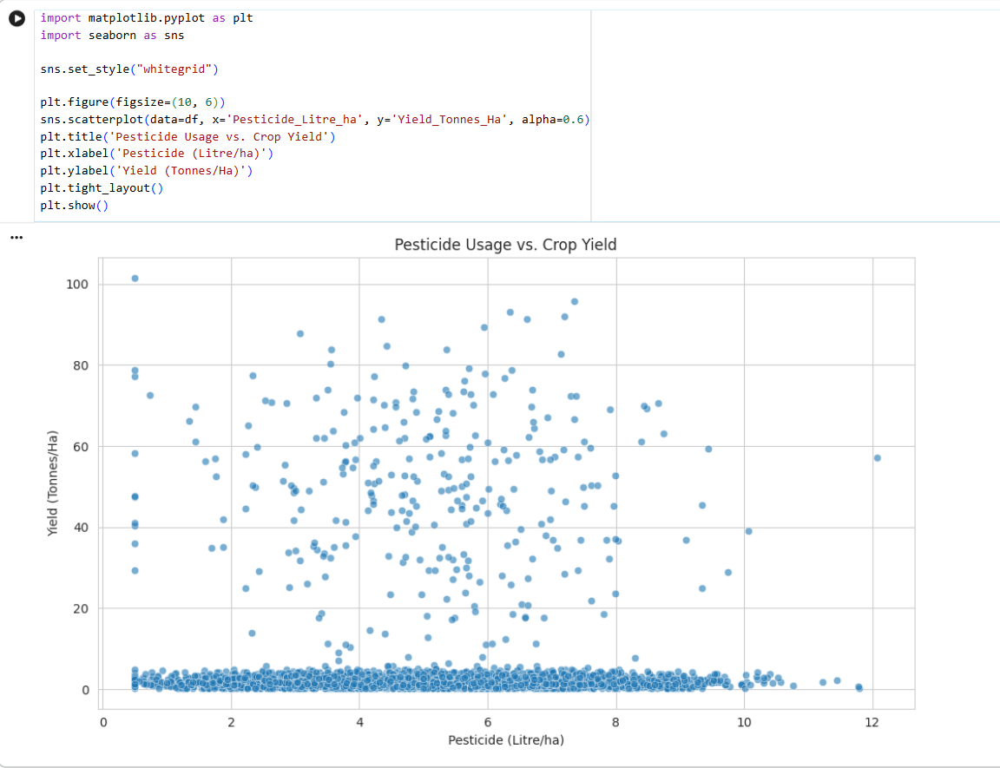 import matplotlib.pyplot as plt
import seaborn as sns
sns.set_style("whitegrid")
plt.figure(figsize=(10, 6))
sns.scatterplot(data=df, x='Pesticide_Litre_ha', y='Yield_Tonnes_Ha', alpha=0.6)
plt.title('Pesticide Usage vs. Crop Yield')
plt.xlabel('Pesticide (Litre/ha)')
plt.ylabel('Yield (Tonnes/Ha)')
plt.tight_layout()
plt.show()
Pesticide Usage vs. Crop Yield
100
80
60
40
20
0
Yield (Tonnes/Ha)
0 2 4 6 8 10 12
Pesticide (Litre/ha)